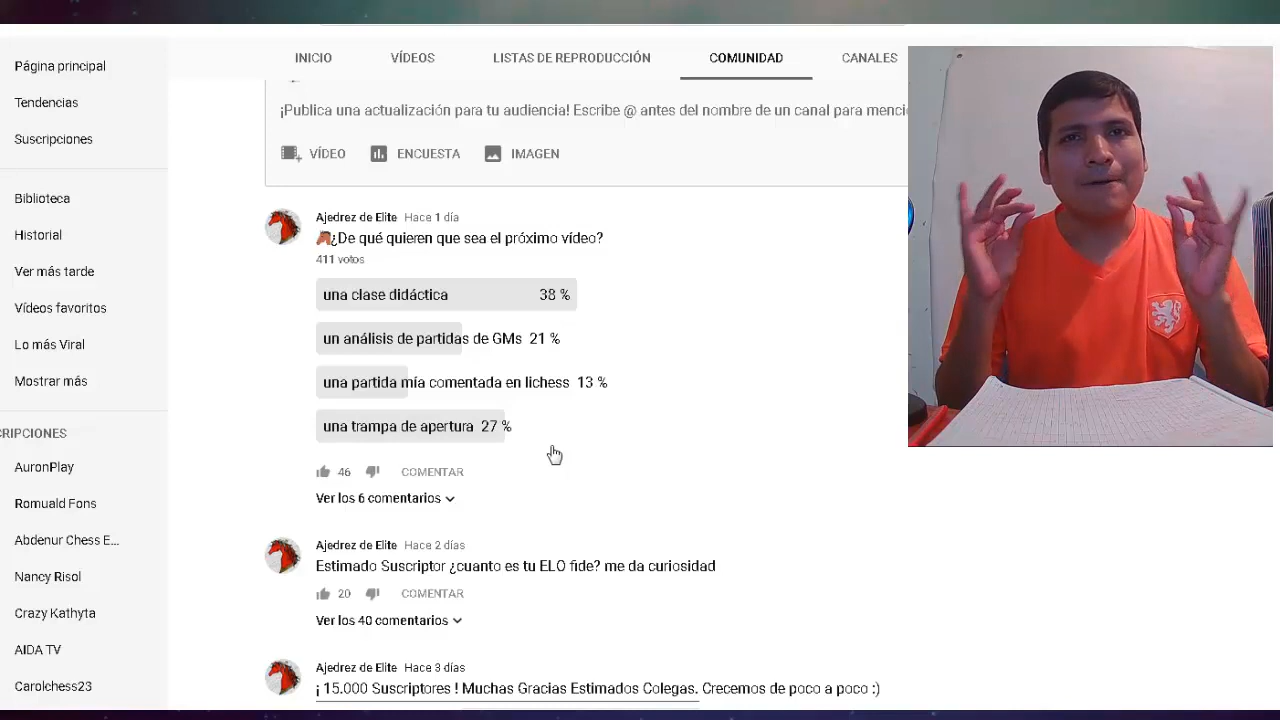 INICIO VÍDEOS LISTAS DE REPRODUCCIÓN COMUNIDAD CANALES
Página principal
Tendencias
Suscripciones
Biblioteca
Historial
Ver más tarde
Vídeos favoritos
Lo más Viral
Mostrar más
CRIPCIONES
AuronPlay
Romuald Fons
Abdenur Chess E...
Nancy Risol
Crazy Kathyta
AIDA TV
Carolchess23
¡Publica una actualización para tu audiencia! Escribe @ antes del nombre de un canal para mencio
VÍDEO ENCUESTA IMAGEN
Ajedrez de Elite Hace 1 día
¿De qué quieren que sea el próximo vídeo?
411 votos
una clase didáctica 38 %
un análisis de partidas de GMs 21 %
una partida mía comentada en lichess 13 %
una trampa de apertura 27 %
46 COMENTAR
Ver los 6 comentarios
Ajedrez de Elite Hace 2 días
Estimado Suscriptor ¿cuanto es tu ELO fide? me da curiosidad
20 COMENTAR
Ver los 40 comentarios
Ajedrez de Elite Hace 3 días
¡ 15.000 Suscriptores ! Muchas Gracias Estimados Colegas. Crecemos de poco a poco :)